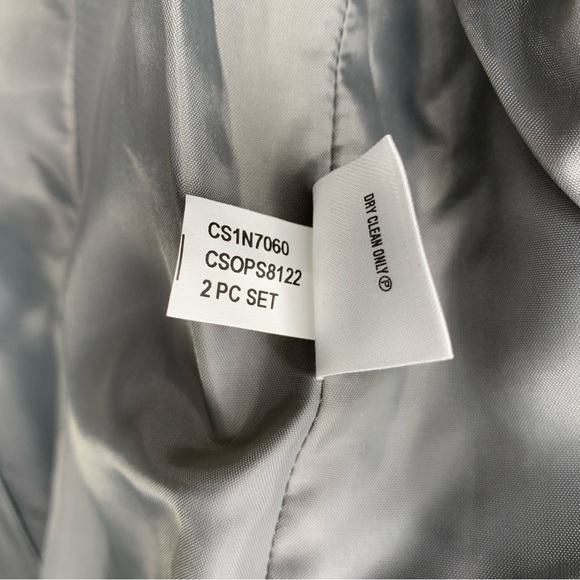 CS1N7060
CSOPS8122
2 PC SET
DRY CLEAN ONLY Ⓟ